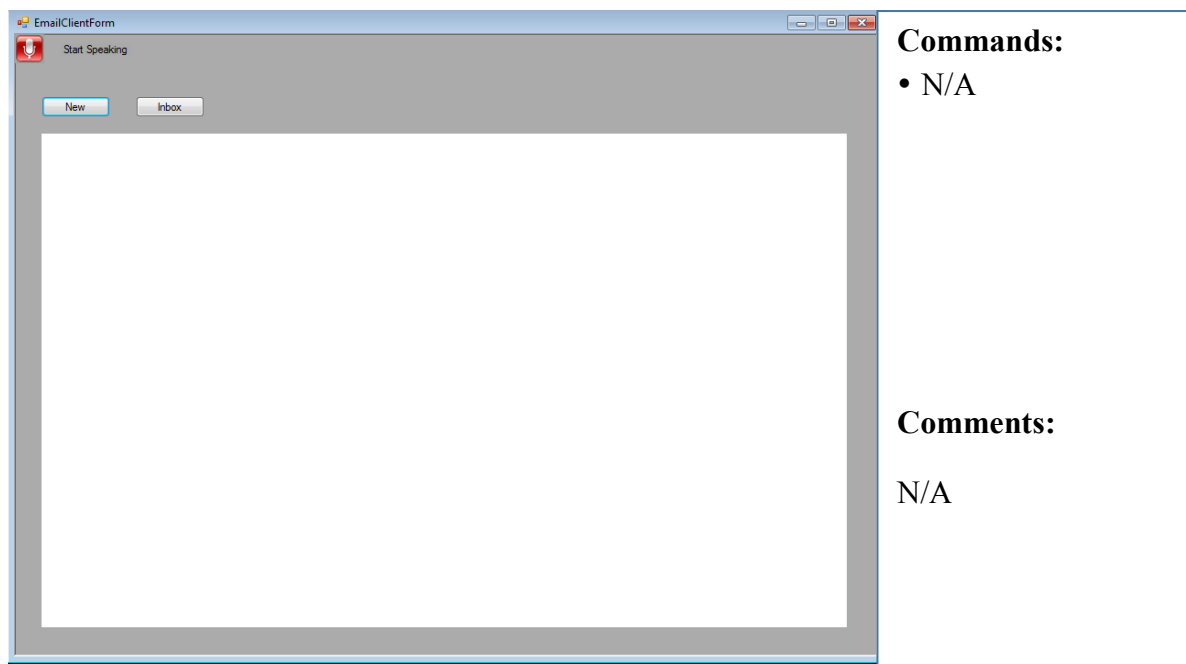 EmailClientForm
Start Speaking
New Inbox
Commands:
• N/A
Comments:
N/A